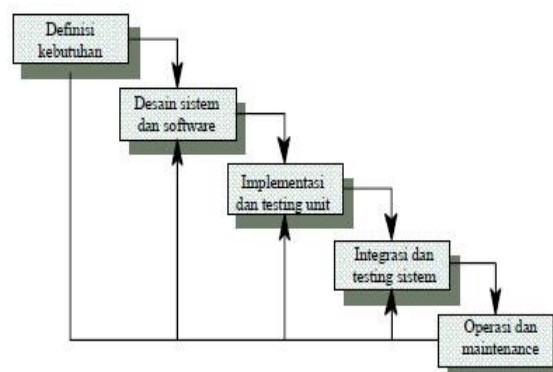 Definisi
kebutuhan
Desain sistem
dan software
Implementasi
dan testing unit
Integrasi dan
testing sistem
Operasi dan
maintenance